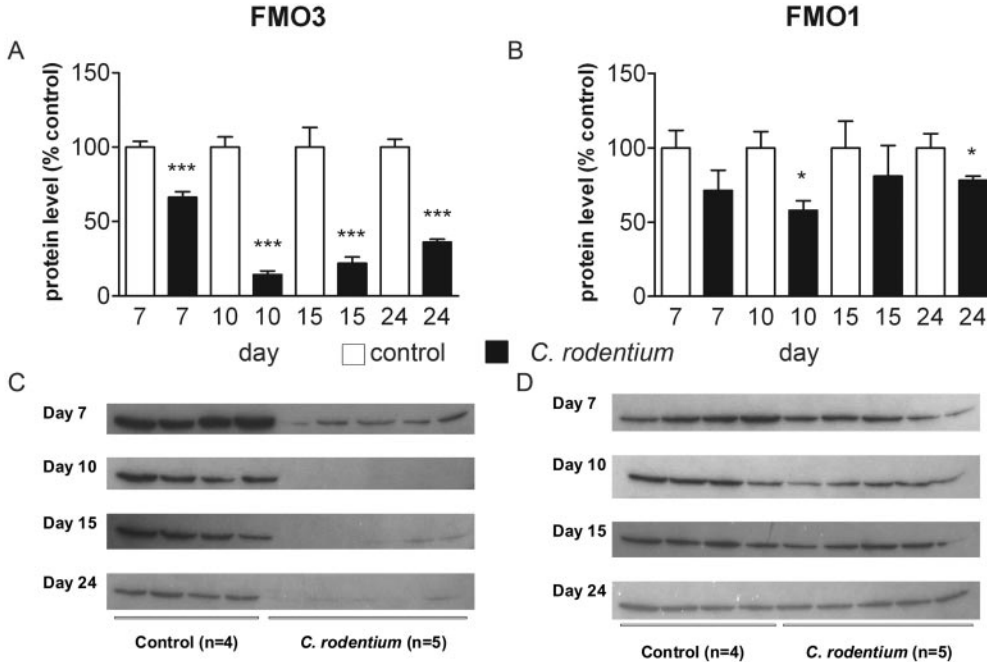 FMO3
FMO1
A
B
protein level (% control)
150
100
50
0
***
***
***
***
7 7 10 10 15 15 24 24
day
protein level (% control)
150
100
50
0
*
*
7 7 10 10 15 15 24 24
day
control
C. rodentium
C
Day 7
Day 10
Day 15
Day 24
Control (n=4) C. rodentium (n=5)
D
Day 7
Day 10
Day 15
Day 24
Control (n=4) C. rodentium (n=5)